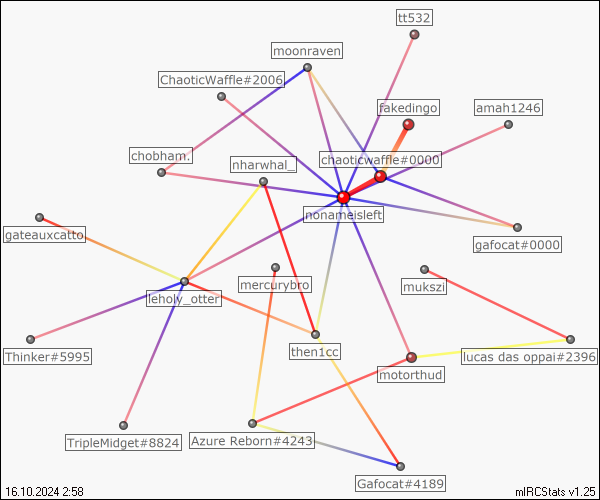 tt532
moonraven
ChaoticWaffle#2006
fakedingo
amah1246
chobham.
nharwhal_
chaoticwaffle#0000
nonameisleft
gateauxcatto
gafocat#0000
mercurybro
mukszi
leholy_otter
Thinker#5995
then1cc
lucas das oppai#2396
motorthud
TripleMidget#8824
Azure Reborn#4243
Gafocat#4189
16.10.2024 2:58
mIRCStats v1.25